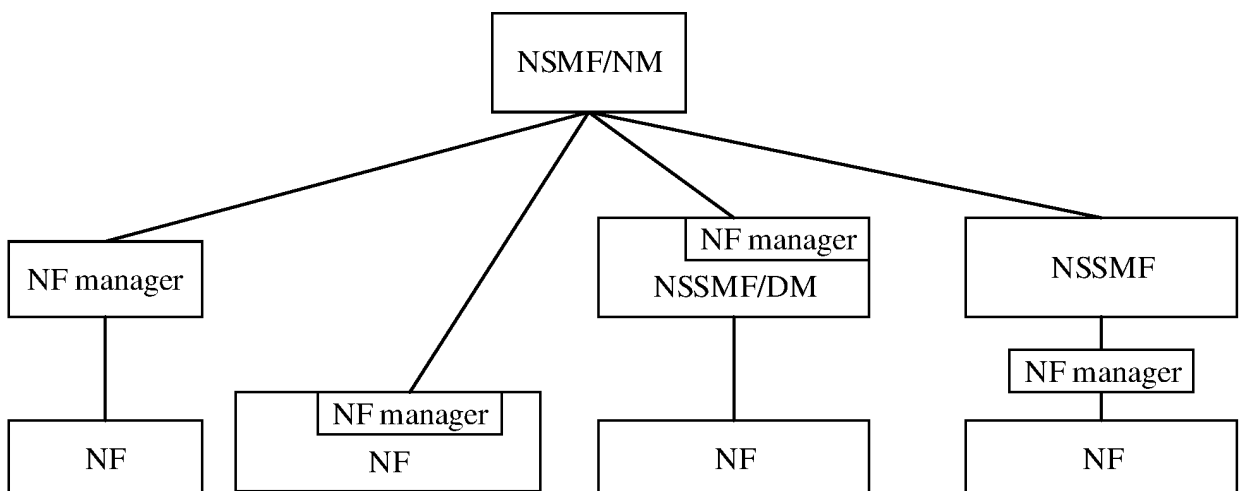 NSMF/NM
NF manager
NSSMF/DM
NSSMF
NF manager
NF manager
NF manager
NF
NF
NF
NF